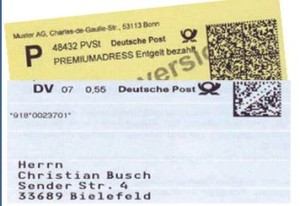 Muster AG, Charles-de-Gaulle-Str., 53113 Bonn
P 48432 PVSt Deutsche Post
PREMIUMADRESS Entgelt bezahlt
DV 07 0,55 Deutsche Post
*918*0023701*
Herrn
Christian Busch
Sender Str. 4
33689 Bielefeld